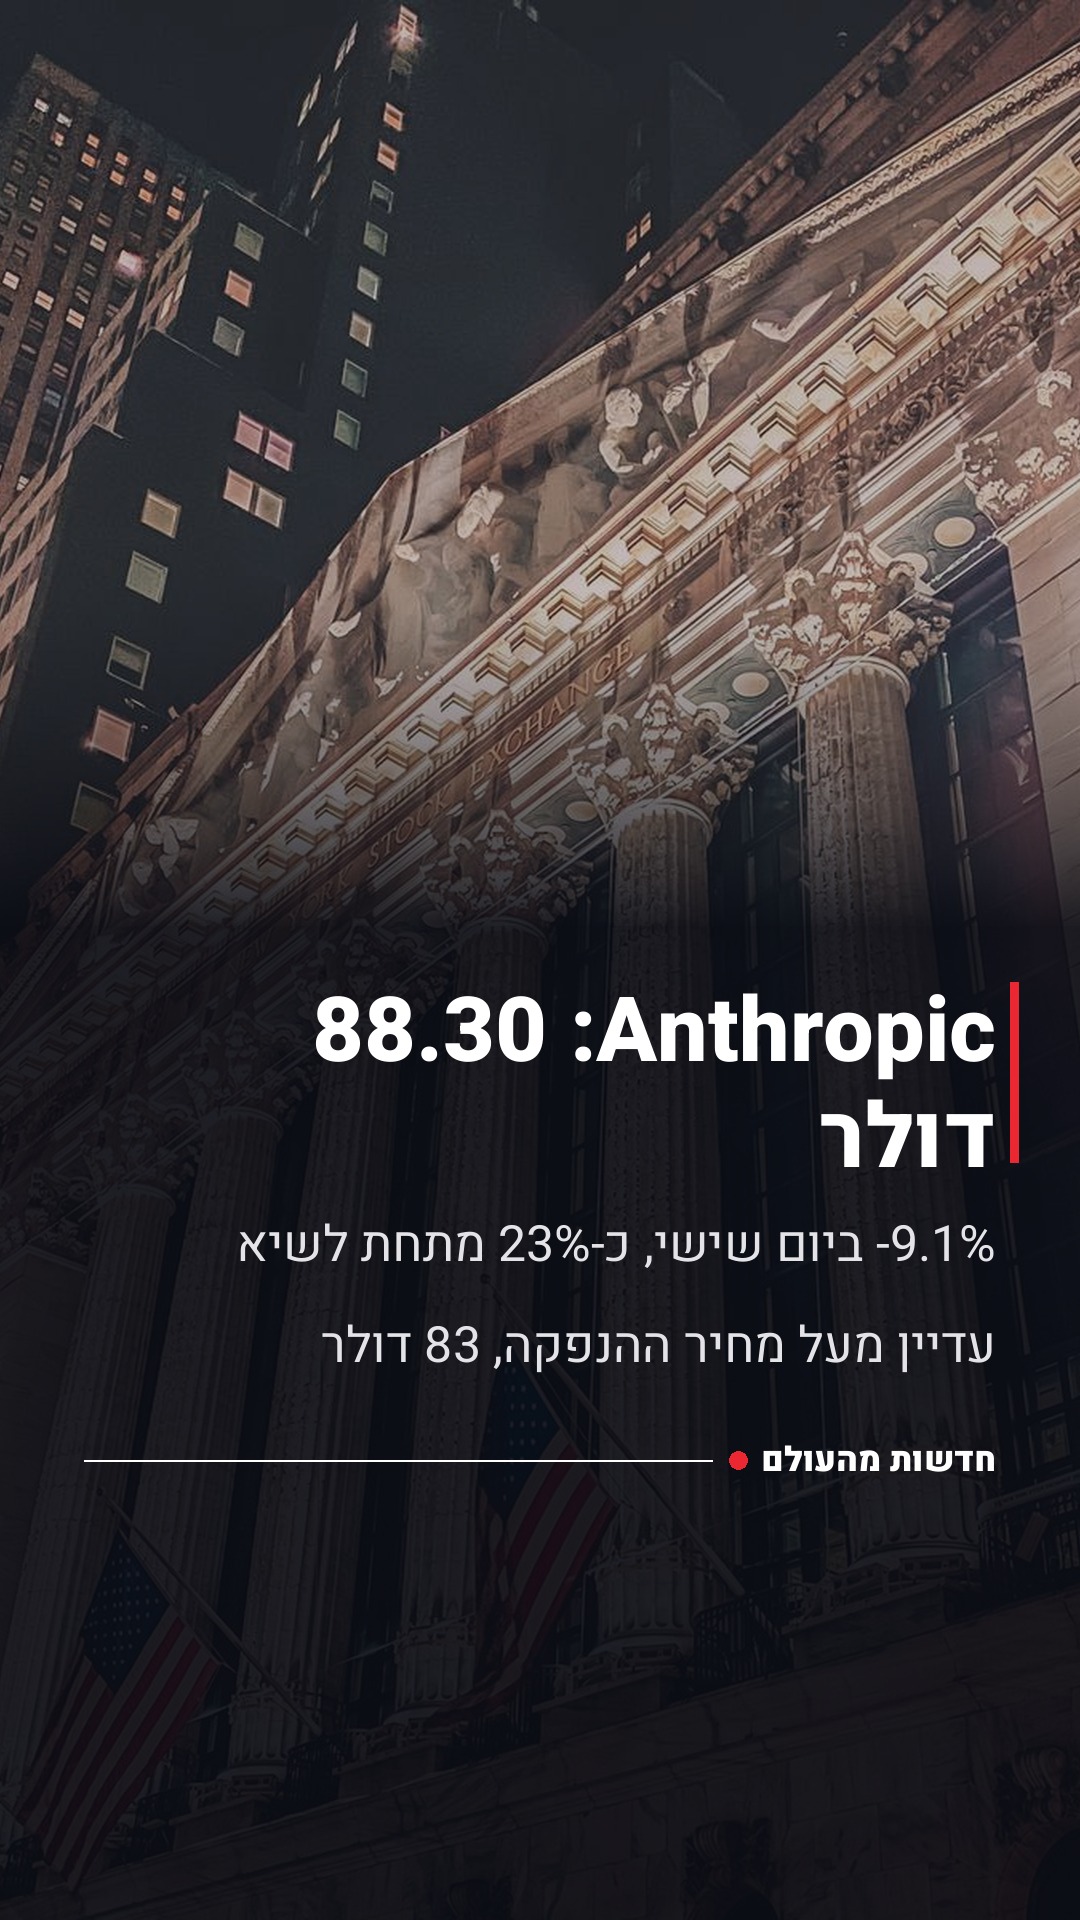 YORK STOCK EXCHANGE
Anthropic: 88.30
דולר
-9.1% ביום שישי, כ-23% מתחת לשיא
עדיין מעל מחיר ההנפקה, 83 דולר
חדשות מהעולם